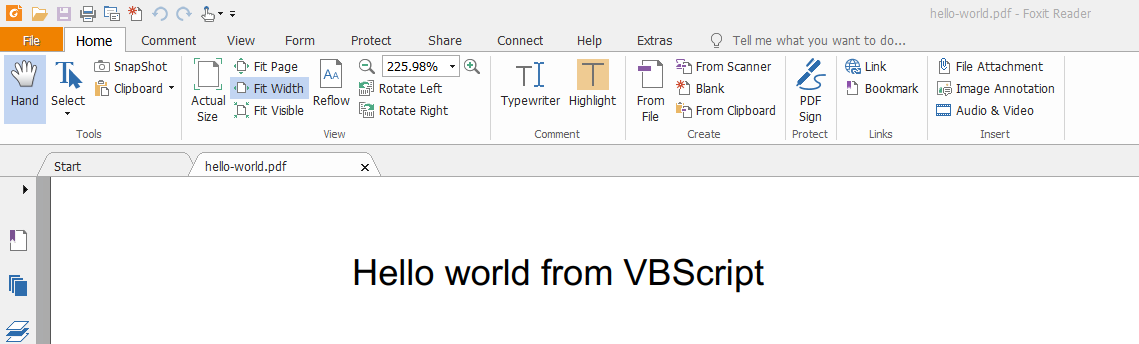 hello-world.pdf - Foxit Reader
File Home Comment View Form Protect Share Connect Help Extras Tell me what you want to do...
Hand
Select
SnapShot
Clipboard
Tools
Actual Size
Fit Page
Fit Width
Fit Visible
Reflow
225.98%
Rotate Left
Rotate Right
View
Typewriter
Highlight
Comment
From File
From Scanner
Blank
From Clipboard
Create
PDF Sign
Protect
Link
Bookmark
Links
File Attachment
Image Annotation
Audio & Video
Insert
Start
hello-world.pdf
Hello world from VBScript